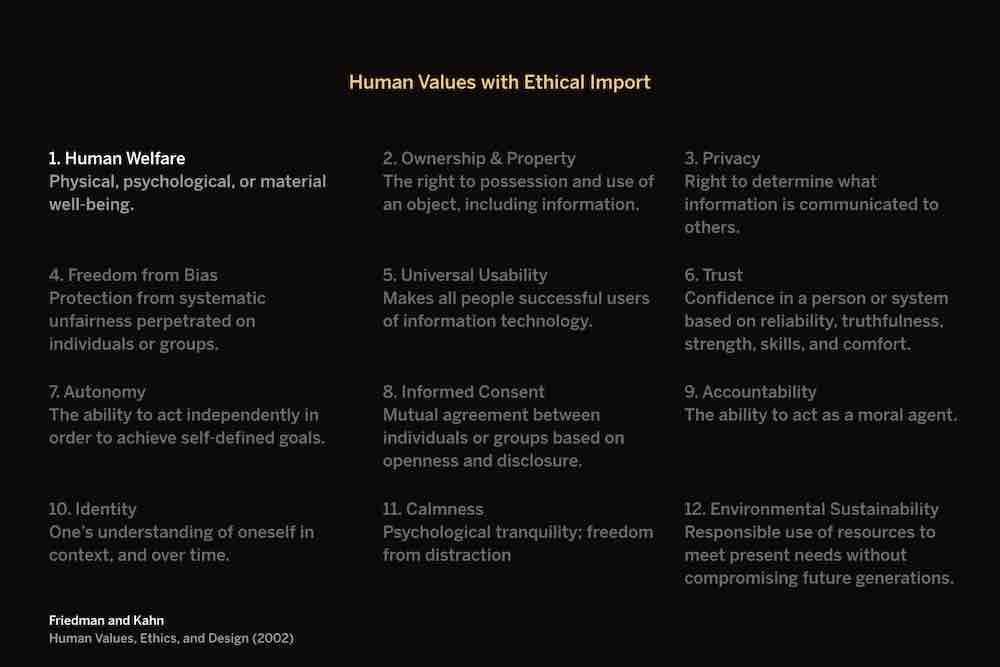 Human Values with Ethical Import
1. Human Welfare
Physical, psychological, or material
well-being.
2. Ownership & Property
The right to possession and use of
an object, including information.
3. Privacy
Right to determine what
information is communicated to
others.
4. Freedom from Bias
Protection from systematic
unfairness perpetrated on
individuals or groups.
5. Universal Usability
Makes all people successful users
of information technology.
6. Trust
Confidence in a person or system
based on reliability, truthfulness,
strength, skills, and comfort.
7. Autonomy
The ability to act independently in
order to achieve self-defined goals.
8. Informed Consent
Mutual agreement between
individuals or groups based on
openness and disclosure.
9. Accountability
The ability to act as a moral agent.
10. Identity
One's understanding of oneself in
context, and over time.
11. Calmness
Psychological tranquility; freedom
from distraction
12. Environmental Sustainability
Responsible use of resources to
meet present needs without
compromising future generations.
Friedman and Kahn
Human Values, Ethics, and Design (2002)